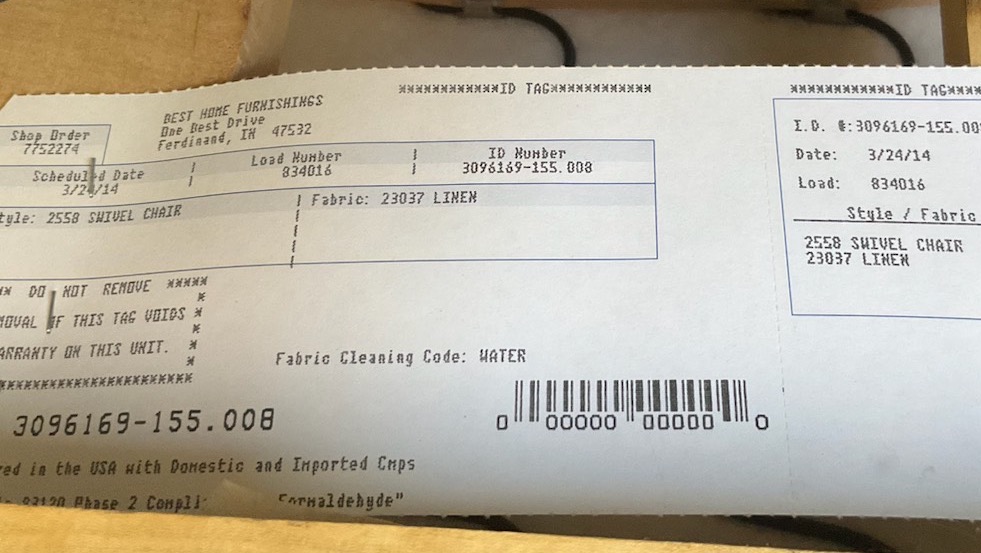 ************ID TAG************
BEST HOME FURNISHINGS
One Best Drive
Ferdinand, IN 47532
Shop Order
7752274
Scheduled Date
3/24/14
Load Number
834016
ID Number
3096169-155.008
tyle: 2558 SWIVEL CHAIR
Fabric: 23037 LINEN
** DO NOT REMOVE *****
MOVAL OF THIS TAG VOIDS *
ARRANTY ON THIS UNIT. *
***********************
Fabric Cleaning Code: WATER
3096169-155.008
0 00000 00000 0
red in the USA with Domestic and Imported Cmps
93120 Phase 2 Compli Formaldehyde"
************ID TAG****
I.D. #:3096169-155.00
Date: 3/24/14
Load: 834016
Style / Fabric
2558 SWIVEL CHAIR
23037 LINEN